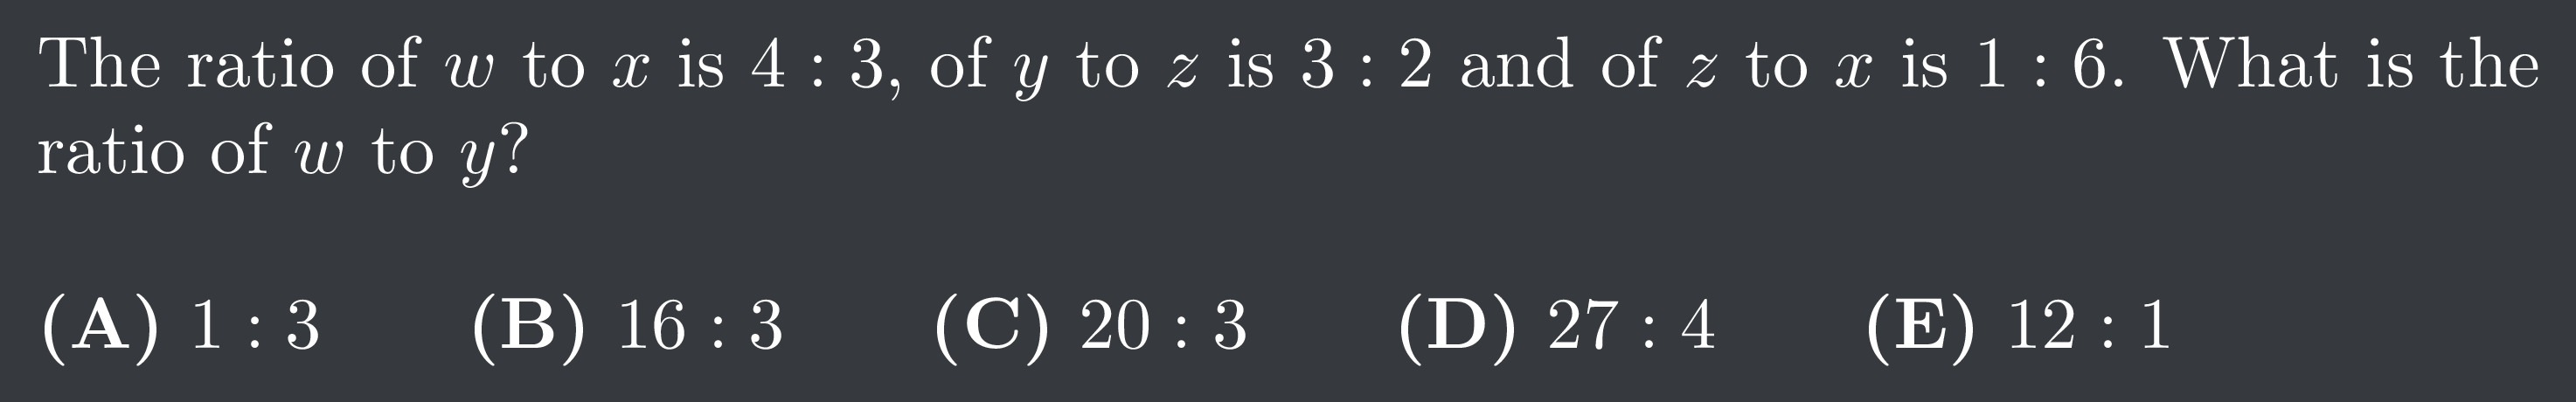 The ratio of w to x is 4 : 3, of y to z is 3 : 2 and of z to x is 1 : 6. What is the
ratio of w to y?
(A) 1 : 3 (B) 16 : 3 (C) 20 : 3 (D) 27 : 4 (E) 12 : 1